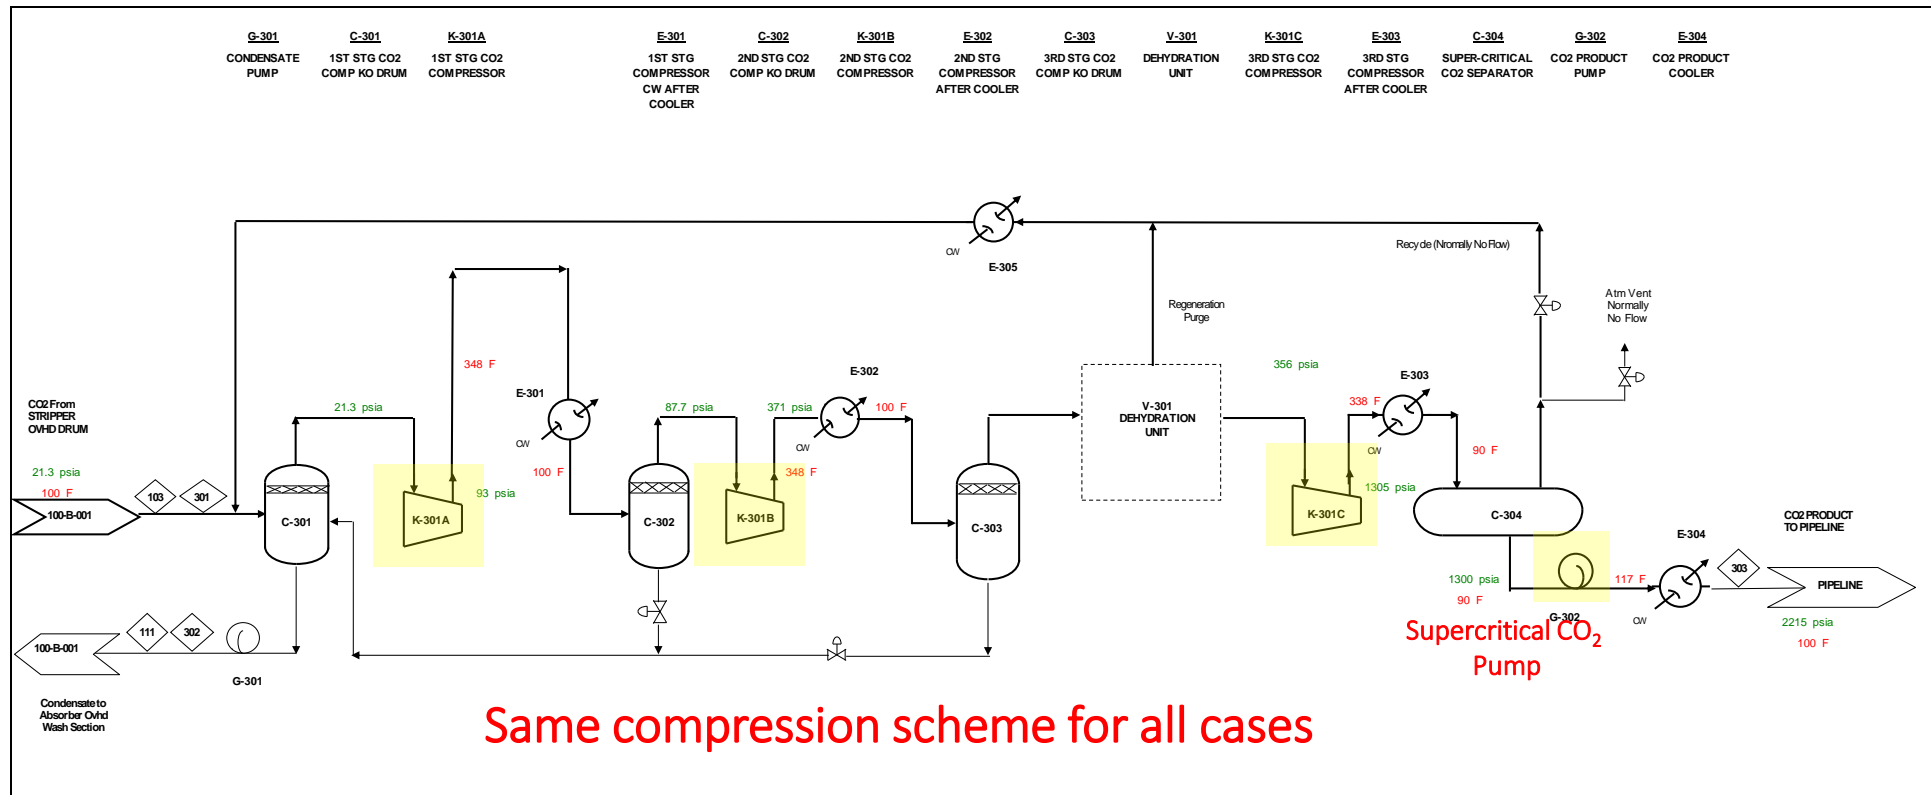 G-301
CONDENSATE
PUMP
C-301
1ST STG CO2
COMP KO DRUM
K-301A
1ST STG CO2
COMPRESSOR
E-301
1ST STG
COMPRESSOR
CW AFTER
COOLER
C-302
2ND STG CO2
COMP KO DRUM
K-301B
2ND STG CO2
COMPRESSOR
E-302
2ND STG
COMPRESSOR
AFTER COOLER
C-303
3RD STG CO2
COMP KO DRUM
V-301
DEHYDRATION
UNIT
K-301C
3RD STG CO2
COMPRESSOR
E-303
3RD STG
COMPRESSOR
AFTER COOLER
C-304
SUPER-CRITICAL
CO2 SEPARATOR
G-302
CO2 PRODUCT
PUMP
E-304
CO2 PRODUCT
COOLER
CW
E-305
Recycle (Nromally No Flow)
Regeneration
Purge
Atm Vent
Normally
No Flow
CO2 From
STRIPPER
OVHD DRUM
21.3 psia
100 F
100-B-001
103
301
C-301
21.3 psia
K-301A
93 psia
348 F
E-301
CW
100 F
C-302
87.7 psia
K-301B
371 psia
348 F
E-302
CW
100 F
C-303
V-301
DEHYDRATION
UNIT
356 psia
K-301C
338 F
1305 psia
E-303
CW
90 F
C-304
1300 psia
90 F
G-302
117 F
E-304
CW
303
CO2 PRODUCT
TO PIPELINE
PIPELINE
2215 psia
100 F
Supercritical CO2
Pump
100-B-001
111
302
G-301
Condensate to
Absorber Ovhd
Wash Section
Same compression scheme for all cases